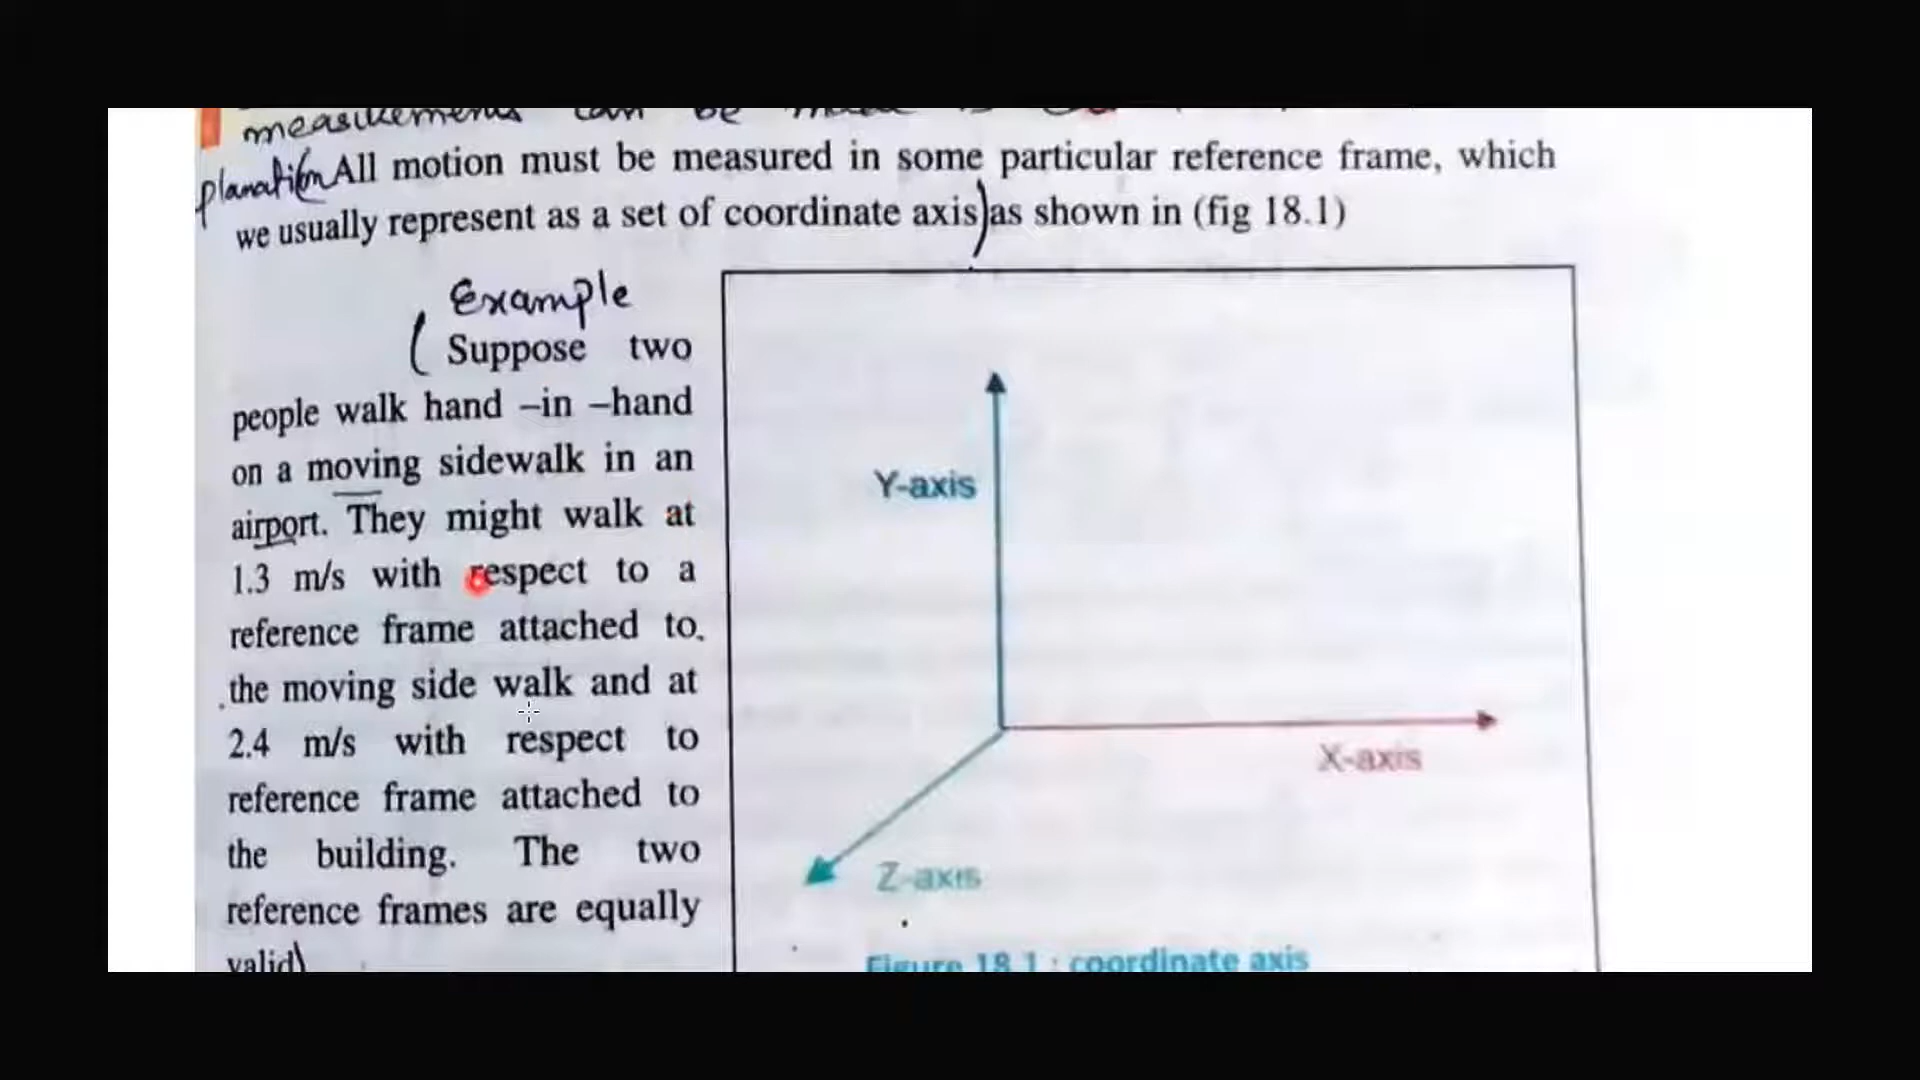 measurements can be made is
planation All motion must be measured in some particular reference frame, which
we usually represent as a set of coordinate axis) as shown in (fig 18.1)
Example
( Suppose two
people walk hand –in –hand
on a moving sidewalk in an
airport. They might walk at
1.3 m/s with respect to a
reference frame attached to
the moving side walk and at
2.4 m/s with respect to
reference frame attached to
the building. The two
reference frames are equally
valid)
Y-axis
X-axis
Z-axis
Figure 18.1 : coordinate axis